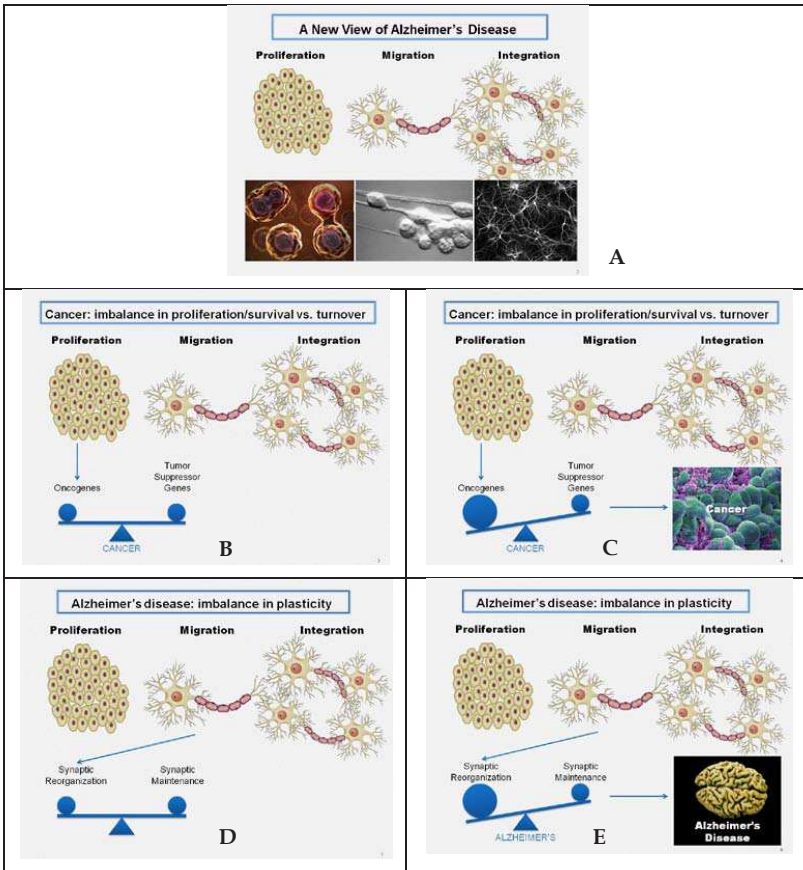 A New View of Alzheimer's Disease
Proliferation Migration Integration
A
Cancer: imbalance in proliferation/survival vs. turnover
Proliferation Migration Integration
Oncogenes
Tumor
Suppressor
Genes
CANCER
B
Cancer: imbalance in proliferation/survival vs. turnover
Proliferation Migration Integration
Oncogenes
Tumor
Suppressor
Genes
Cancer
CANCER
C
Alzheimer's disease: imbalance in plasticity
Proliferation Migration Integration
Synaptic
Reorganization
Synaptic
Maintenance
D
Alzheimer's disease: imbalance in plasticity
Proliferation Migration Integration
Synaptic
Reorganization
Synaptic
Maintenance
ALZHEIMER'S
Alzheimer's
Disease
E